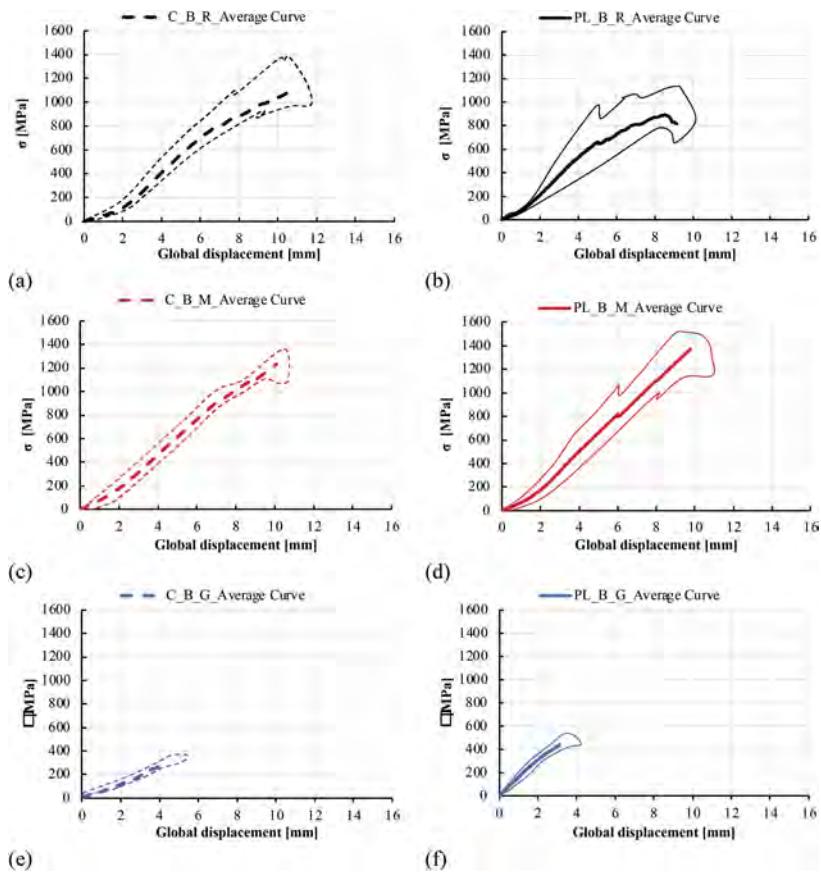 C_B_R_Average Curve
1600
1400
1200
1000
800
600
400
200
0
σ [MPa]
0 2 4 6 8 10 12 14 16
Global displacement [mm]
(a)
PL_B_R_Average Curve
1600
1400
1200
1000
800
600
400
200
0
σ [MPa]
0 2 4 6 8 10 12 14 16
Global displacement [mm]
(b)
C_B_M_Average Curve
1600
1400
1200
1000
800
600
400
200
0
σ [MPa]
0 2 4 6 8 10 12 14 16
Global displacement [mm]
(c)
PL_B_M_Average Curve
1600
1400
1200
1000
800
600
400
200
0
σ [MPa]
0 2 4 6 8 10 12 14 16
Global displacement [mm]
(d)
C_B_G_Average Curve
1600
1400
1200
1000
800
600
400
200
0
□MPa]
0 2 4 6 8 10 12 14 16
Global displacement [mm]
(e)
PL_B_G_Average Curve
1600
1400
1200
1000
800
600
400
200
0
□MPa]
0 2 4 6 8 10 12 14 16
Global displacement [mm]
(f)